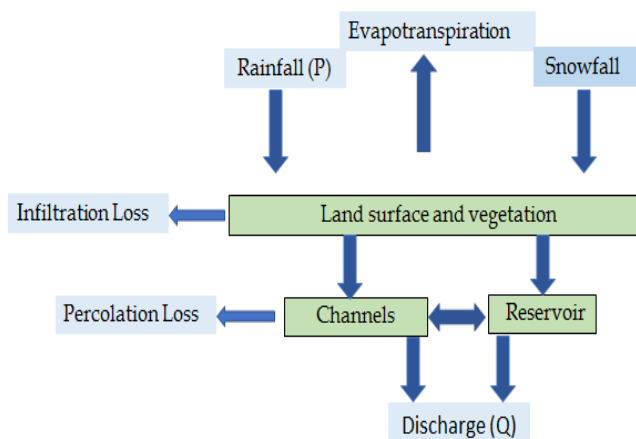 Evapotranspiration
Rainfall (P)
Snowfall
Infiltration Loss
Land surface and vegetation
Percolation Loss
Channels
Reservoir
Discharge (Q)